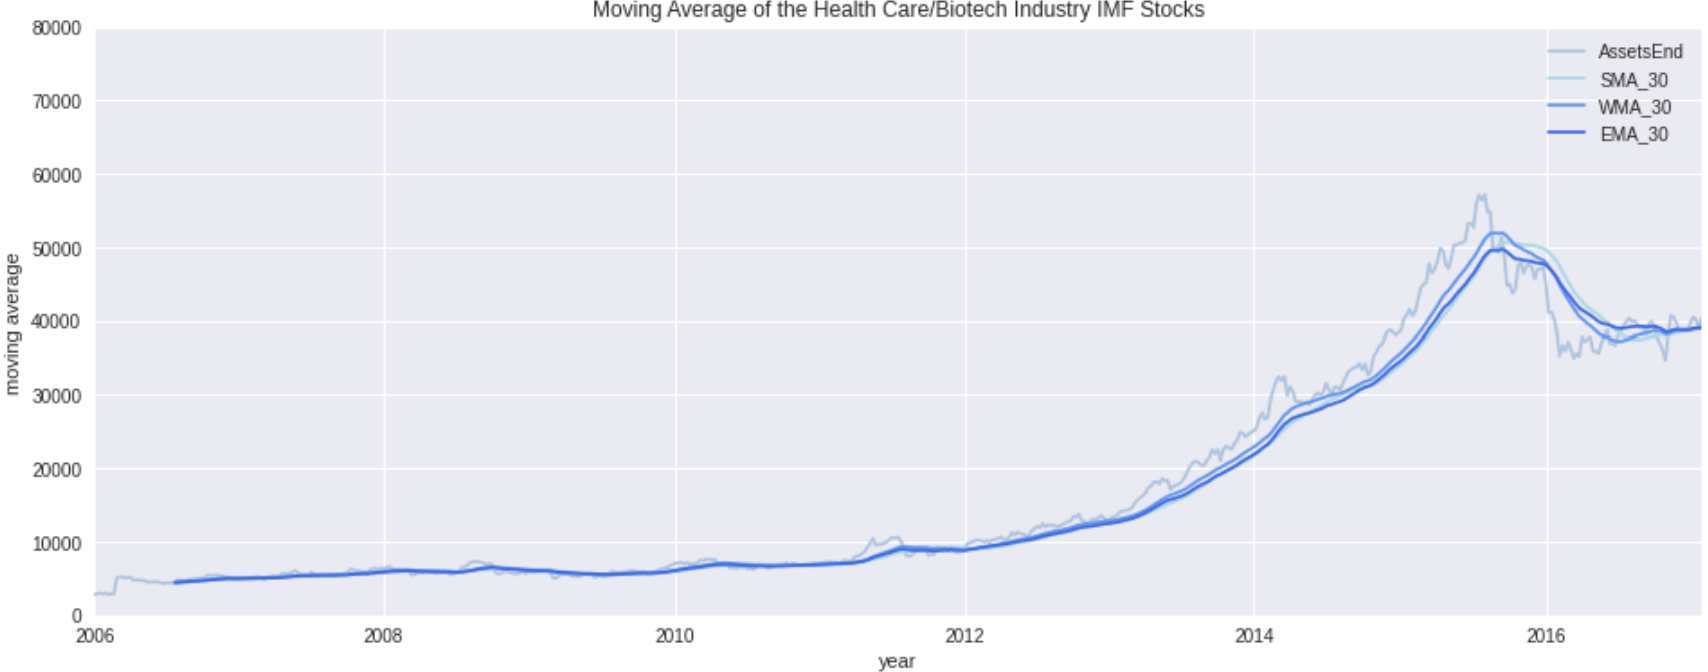 Moving Average of the Health Care/Biotech Industry IMF Stocks
80000
70000
60000
50000
40000
30000
20000
10000
0
moving average
AssetsEnd
SMA_30
WMA_30
EMA_30
2006 2008 2010 2012 2014 2016
year